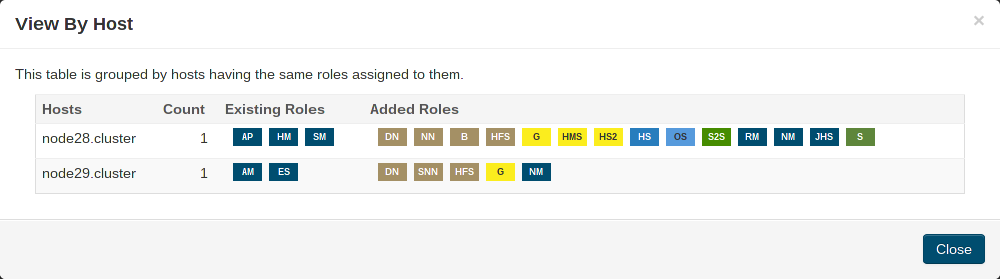 View By Host ×
This table is grouped by hosts having the same roles assigned to them.
Hosts Count Existing Roles Added Roles
node28.cluster 1 AP HM SM DN NN B HFS G HMS HS2 HS OS S2S RM NM JHS S
node29.cluster 1 AM ES DN SNN HFS G NM
Close